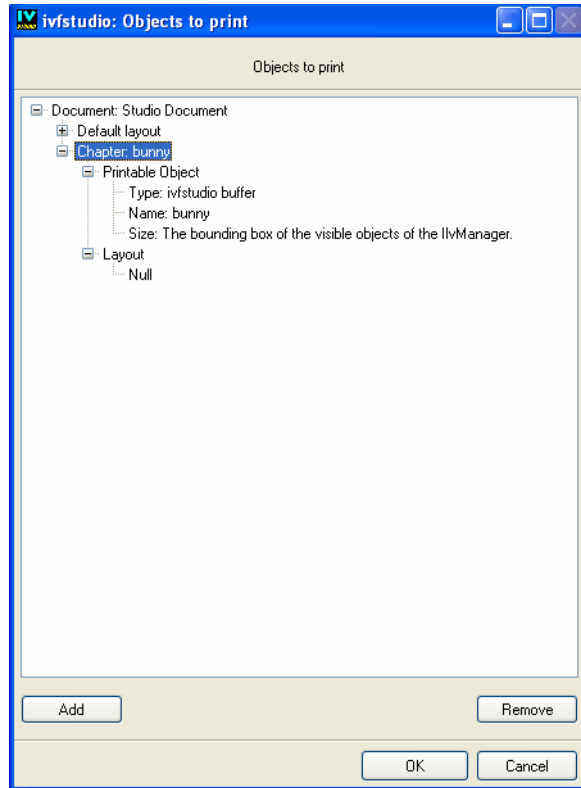 IV ivfstudio: Objects to print
Objects to print
Document: Studio Document
Default layout
Chapter: bunny
Printable Object
Type: ivfstudio buffer
Name: bunny
Size: The bounding box of the visible objects of the IlvManager.
Layout
Null
Add Remove
OK Cancel